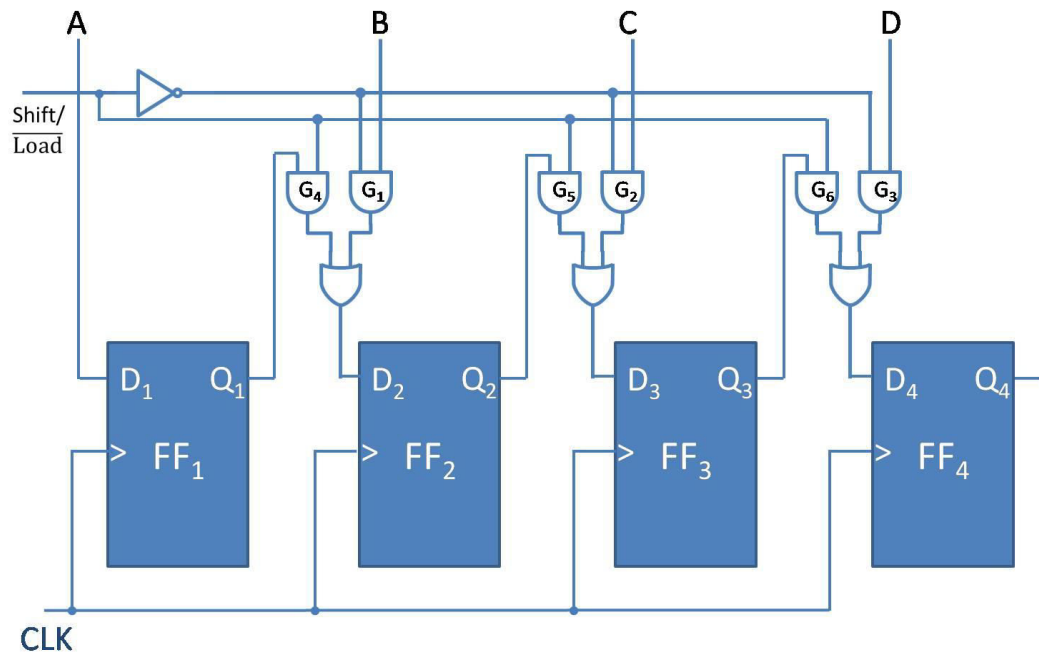 A B C D
Shift/
Load
G4 G1 G5 G2 G6 G3
D1 Q1 D2 Q2 D3 Q3 D4 Q4
> FF1 > FF2 > FF3 > FF4
CLK